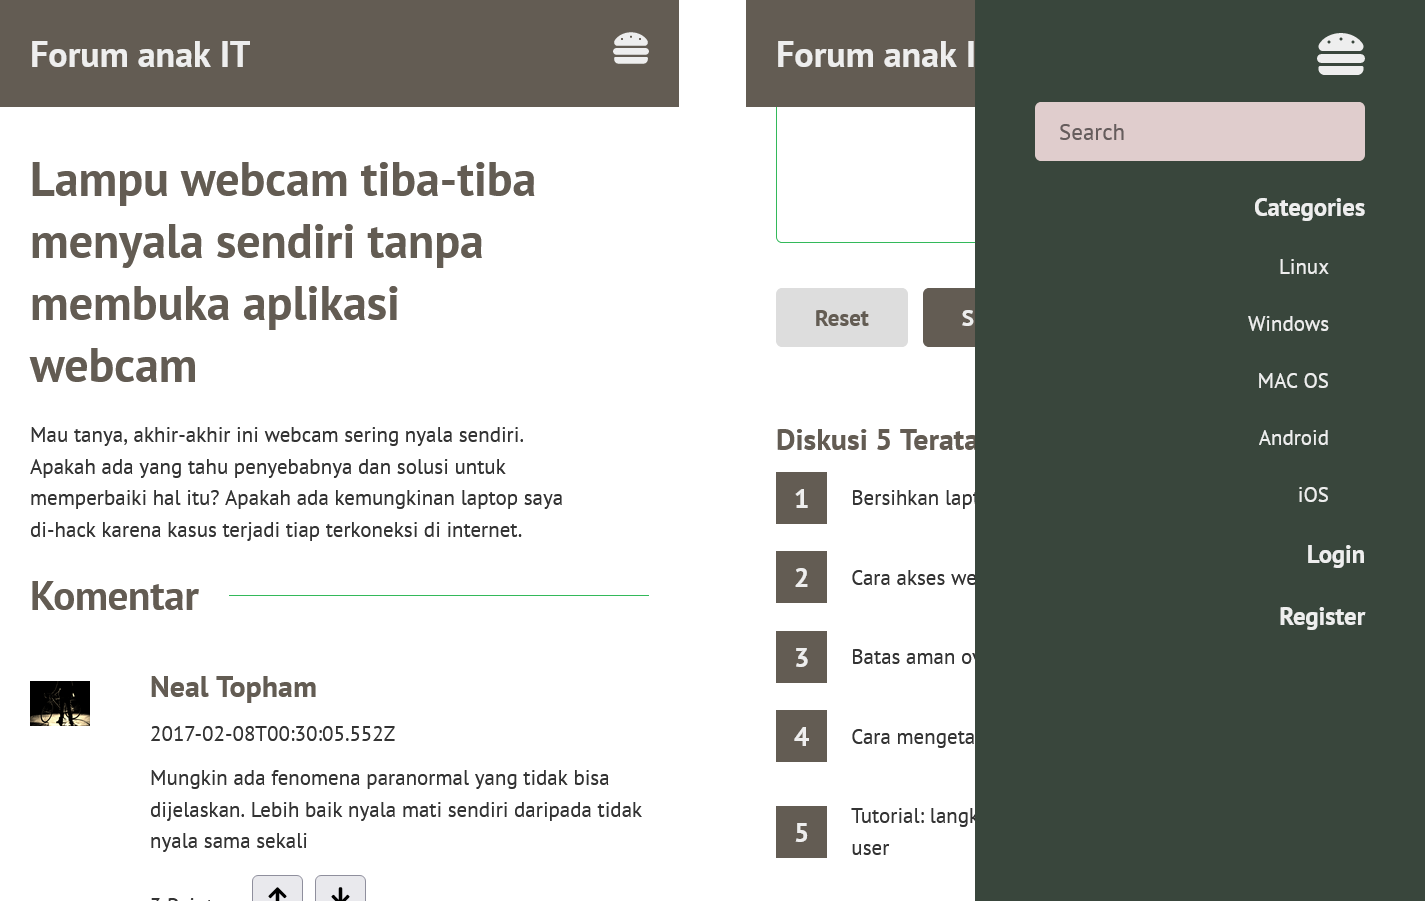 Forum anak IT
Lampu webcam tiba-tiba
menyala sendiri tanpa
membuka aplikasi
webcam
Mau tanya, akhir-akhir ini webcam sering nyala sendiri.
Apakah ada yang tahu penyebabnya dan solusi untuk
memperbaiki hal itu? Apakah ada kemungkinan laptop saya
di-hack karena kasus terjadi tiap terkoneksi di internet.
Komentar
Neal Topham
2017-02-08T00:30:05.552Z
Mungkin ada fenomena paranormal yang tidak bisa
dijelaskan. Lebih baik nyala mati sendiri daripada tidak
nyala sama sekali
Forum anak
Reset
Diskusi 5 Terata
1 Bersihkan lap
2 Cara akses we
3 Batas aman o
4 Cara mengeta
5 Tutorial: langk
user
Search
Categories
Linux
Windows
MAC OS
Android
iOS
Login
Register